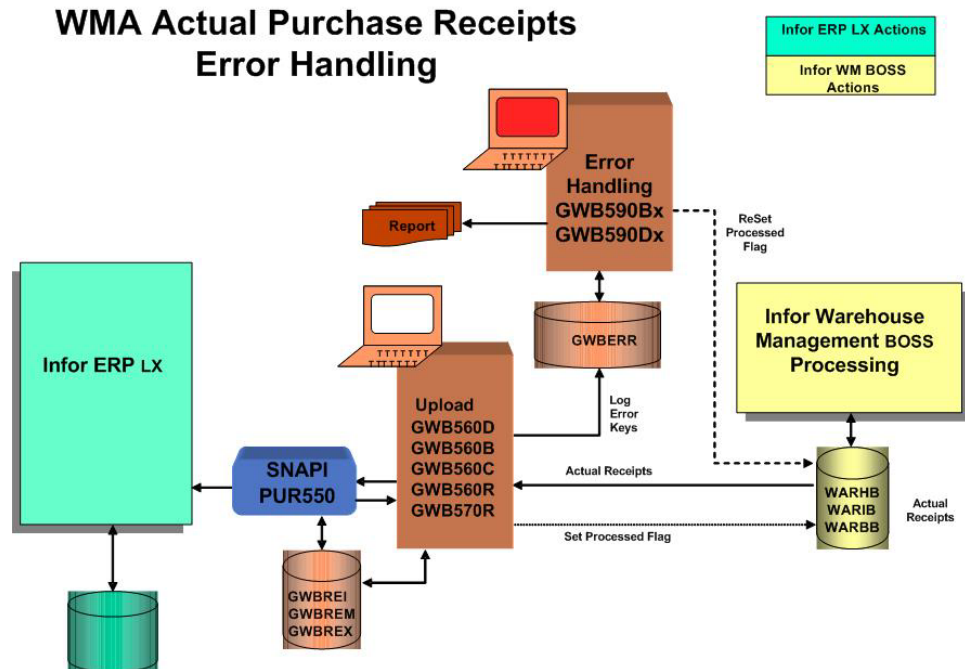 WMA Actual Purchase Receipts
Error Handling
Infor ERP LX Actions
Infor WM BOSS
Actions
Error
Handling
GWB590Bx
GWB590Dx
Report
ReSet
Processed
Flag
GWBERR
Infor Warehouse
Management BOSS
Processing
Infor ERP LX
Upload
GWB560D
GWB560B
GWB560C
GWB560R
GWB570R
Log
Error
Keys
SNAPI
PUR550
Actual Receipts
Set Processed Flag
WARHB
WARIB
WARBB
Actual
Receipts
GWBREI
GWBREM
GWBREX